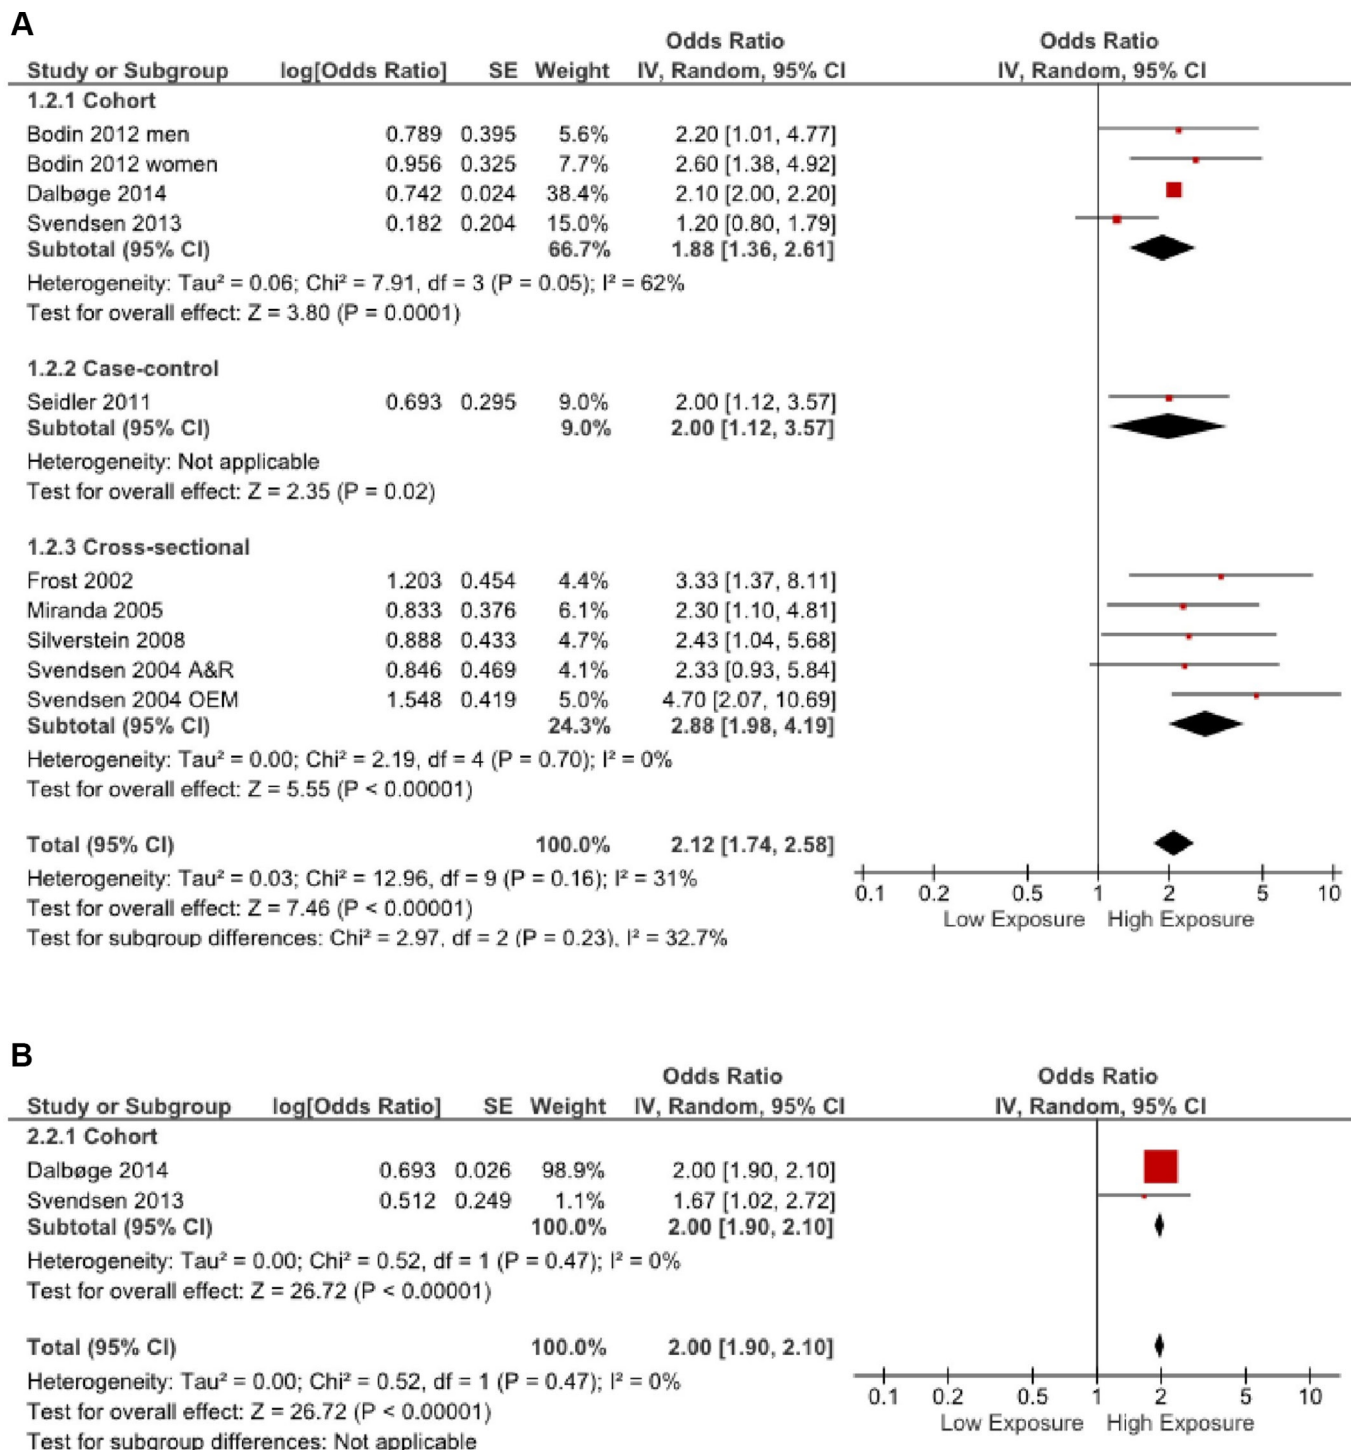 A
Odds Ratio Odds Ratio
Study or Subgroup log[Odds Ratio] SE Weight IV, Random, 95% CI IV, Random, 95% CI
1.2.1 Cohort
Bodin 2012 men 0.789 0.395 5.6% 2.20 [1.01, 4.77]
Bodin 2012 women 0.956 0.325 7.7% 2.60 [1.38, 4.92]
Dalbøge 2014 0.742 0.024 38.4% 2.10 [2.00, 2.20]
Svendsen 2013 0.182 0.204 15.0% 1.20 [0.80, 1.79]
Subtotal (95% CI) 66.7% 1.88 [1.36, 2.61]
Heterogeneity: Tau² = 0.06; Chi² = 7.91, df = 3 (P = 0.05); I² = 62%
Test for overall effect: Z = 3.80 (P = 0.0001)
1.2.2 Case-control
Seidler 2011 0.693 0.295 9.0% 2.00 [1.12, 3.57]
Subtotal (95% CI) 9.0% 2.00 [1.12, 3.57]
Heterogeneity: Not applicable
Test for overall effect: Z = 2.35 (P = 0.02)
1.2.3 Cross-sectional
Frost 2002 1.203 0.454 4.4% 3.33 [1.37, 8.11]
Miranda 2005 0.833 0.376 6.1% 2.30 [1.10, 4.81]
Silverstein 2008 0.888 0.433 4.7% 2.43 [1.04, 5.68]
Svendsen 2004 A&R 0.846 0.469 4.1% 2.33 [0.93, 5.84]
Svendsen 2004 OEM 1.548 0.419 5.0% 4.70 [2.07, 10.69]
Subtotal (95% CI) 24.3% 2.88 [1.98, 4.19]
Heterogeneity: Tau² = 0.00; Chi² = 2.19, df = 4 (P = 0.70); I² = 0%
Test for overall effect: Z = 5.55 (P < 0.00001)
Total (95% CI) 100.0% 2.12 [1.74, 2.58]
Heterogeneity: Tau² = 0.03; Chi² = 12.96, df = 9 (P = 0.16); I² = 31%
Test for overall effect: Z = 7.46 (P < 0.00001)
Test for subgroup differences: Chi² = 2.97, df = 2 (P = 0.23), I² = 32.7%
0.1 0.2 0.5 1 2 5 10
Low Exposure High Exposure
B
Odds Ratio Odds Ratio
Study or Subgroup log[Odds Ratio] SE Weight IV, Random, 95% CI IV, Random, 95% CI
2.2.1 Cohort
Dalbøge 2014 0.693 0.026 98.9% 2.00 [1.90, 2.10]
Svendsen 2013 0.512 0.249 1.1% 1.67 [1.02, 2.72]
Subtotal (95% CI) 100.0% 2.00 [1.90, 2.10]
Heterogeneity: Tau² = 0.00; Chi² = 0.52, df = 1 (P = 0.47); I² = 0%
Test for overall effect: Z = 26.72 (P < 0.00001)
Total (95% CI) 100.0% 2.00 [1.90, 2.10]
Heterogeneity: Tau² = 0.00; Chi² = 0.52, df = 1 (P = 0.47); I² = 0%
Test for overall effect: Z = 26.72 (P < 0.00001)
Test for subgroup differences: Not applicable
0.1 0.2 0.5 1 2 5 10
Low Exposure High Exposure